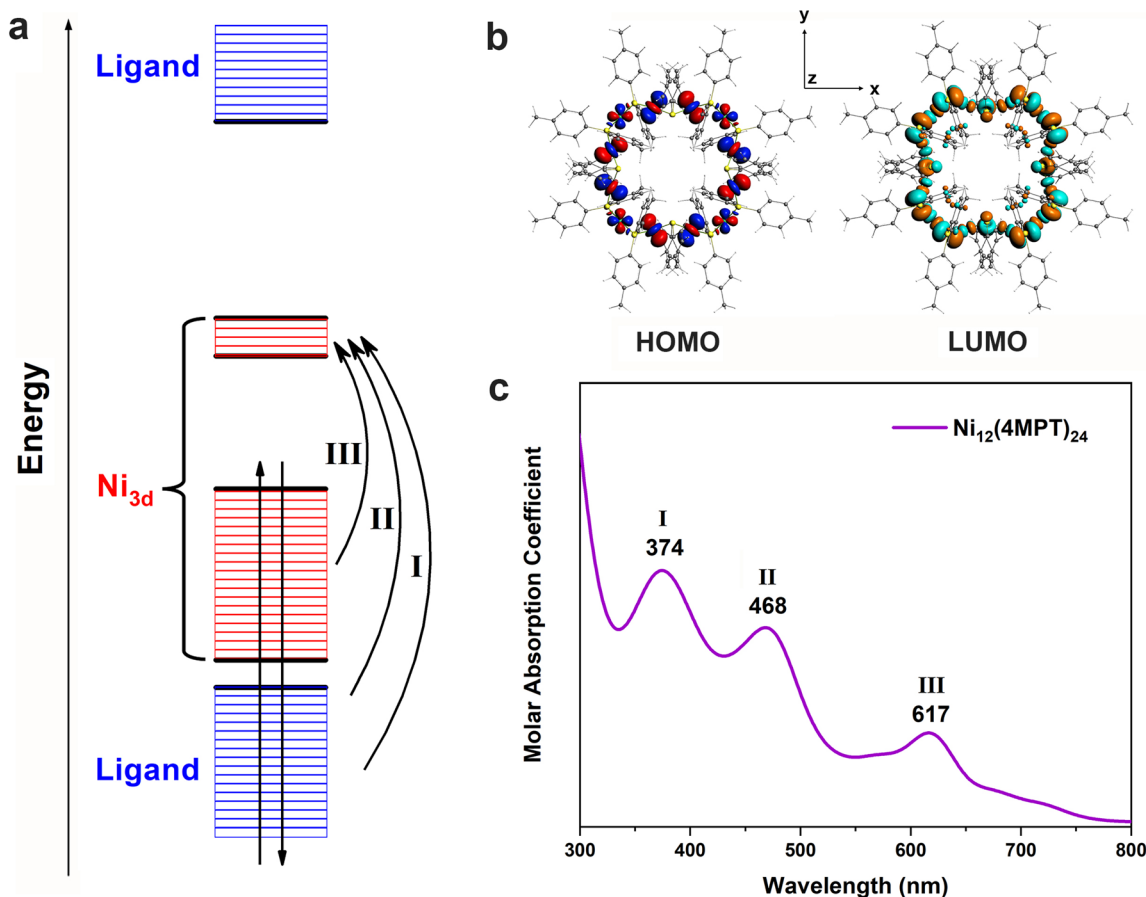 a
Energy
Ligand
Ni3d
III
II
I
Ligand
b
y
z
x
HOMO
LUMO
c
Ni12(4MPT)24
I
374
II
468
III
617
Molar Absorption Coefficient
300
400
500
600
700
800
Wavelength (nm)